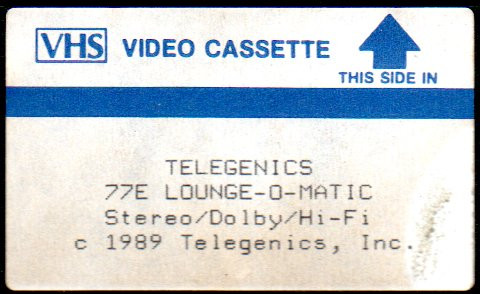 VHS VIDEO CASSETTE
THIS SIDE IN
TELEGENICS
77E LOUNGE-O-MATIC
Stereo/Dolby/Hi-Fi
c 1989 Telegenics, Inc.